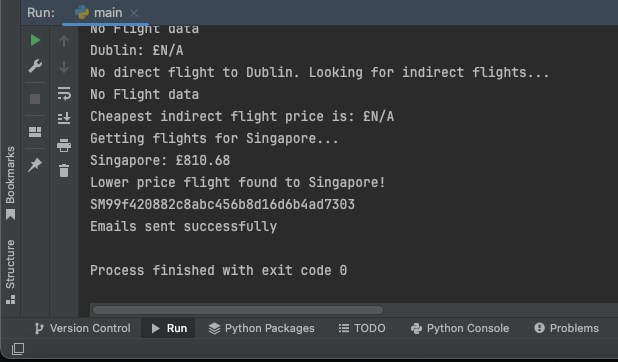 Run:
main
No Flight data
Dublin: £N/A
No direct flight to Dublin. Looking for indirect flights...
No Flight data
Cheapest indirect flight price is: £N/A
Getting flights for Singapore...
Singapore: £810.68
Lower price flight found to Singapore!
SM99f420882c8abc456b8d16d6b4ad7303
Emails sent successfully
Process finished with exit code 0
Bookmarks
Structure
Version Control
Run
Python Packages
TODO
Python Console
Problems